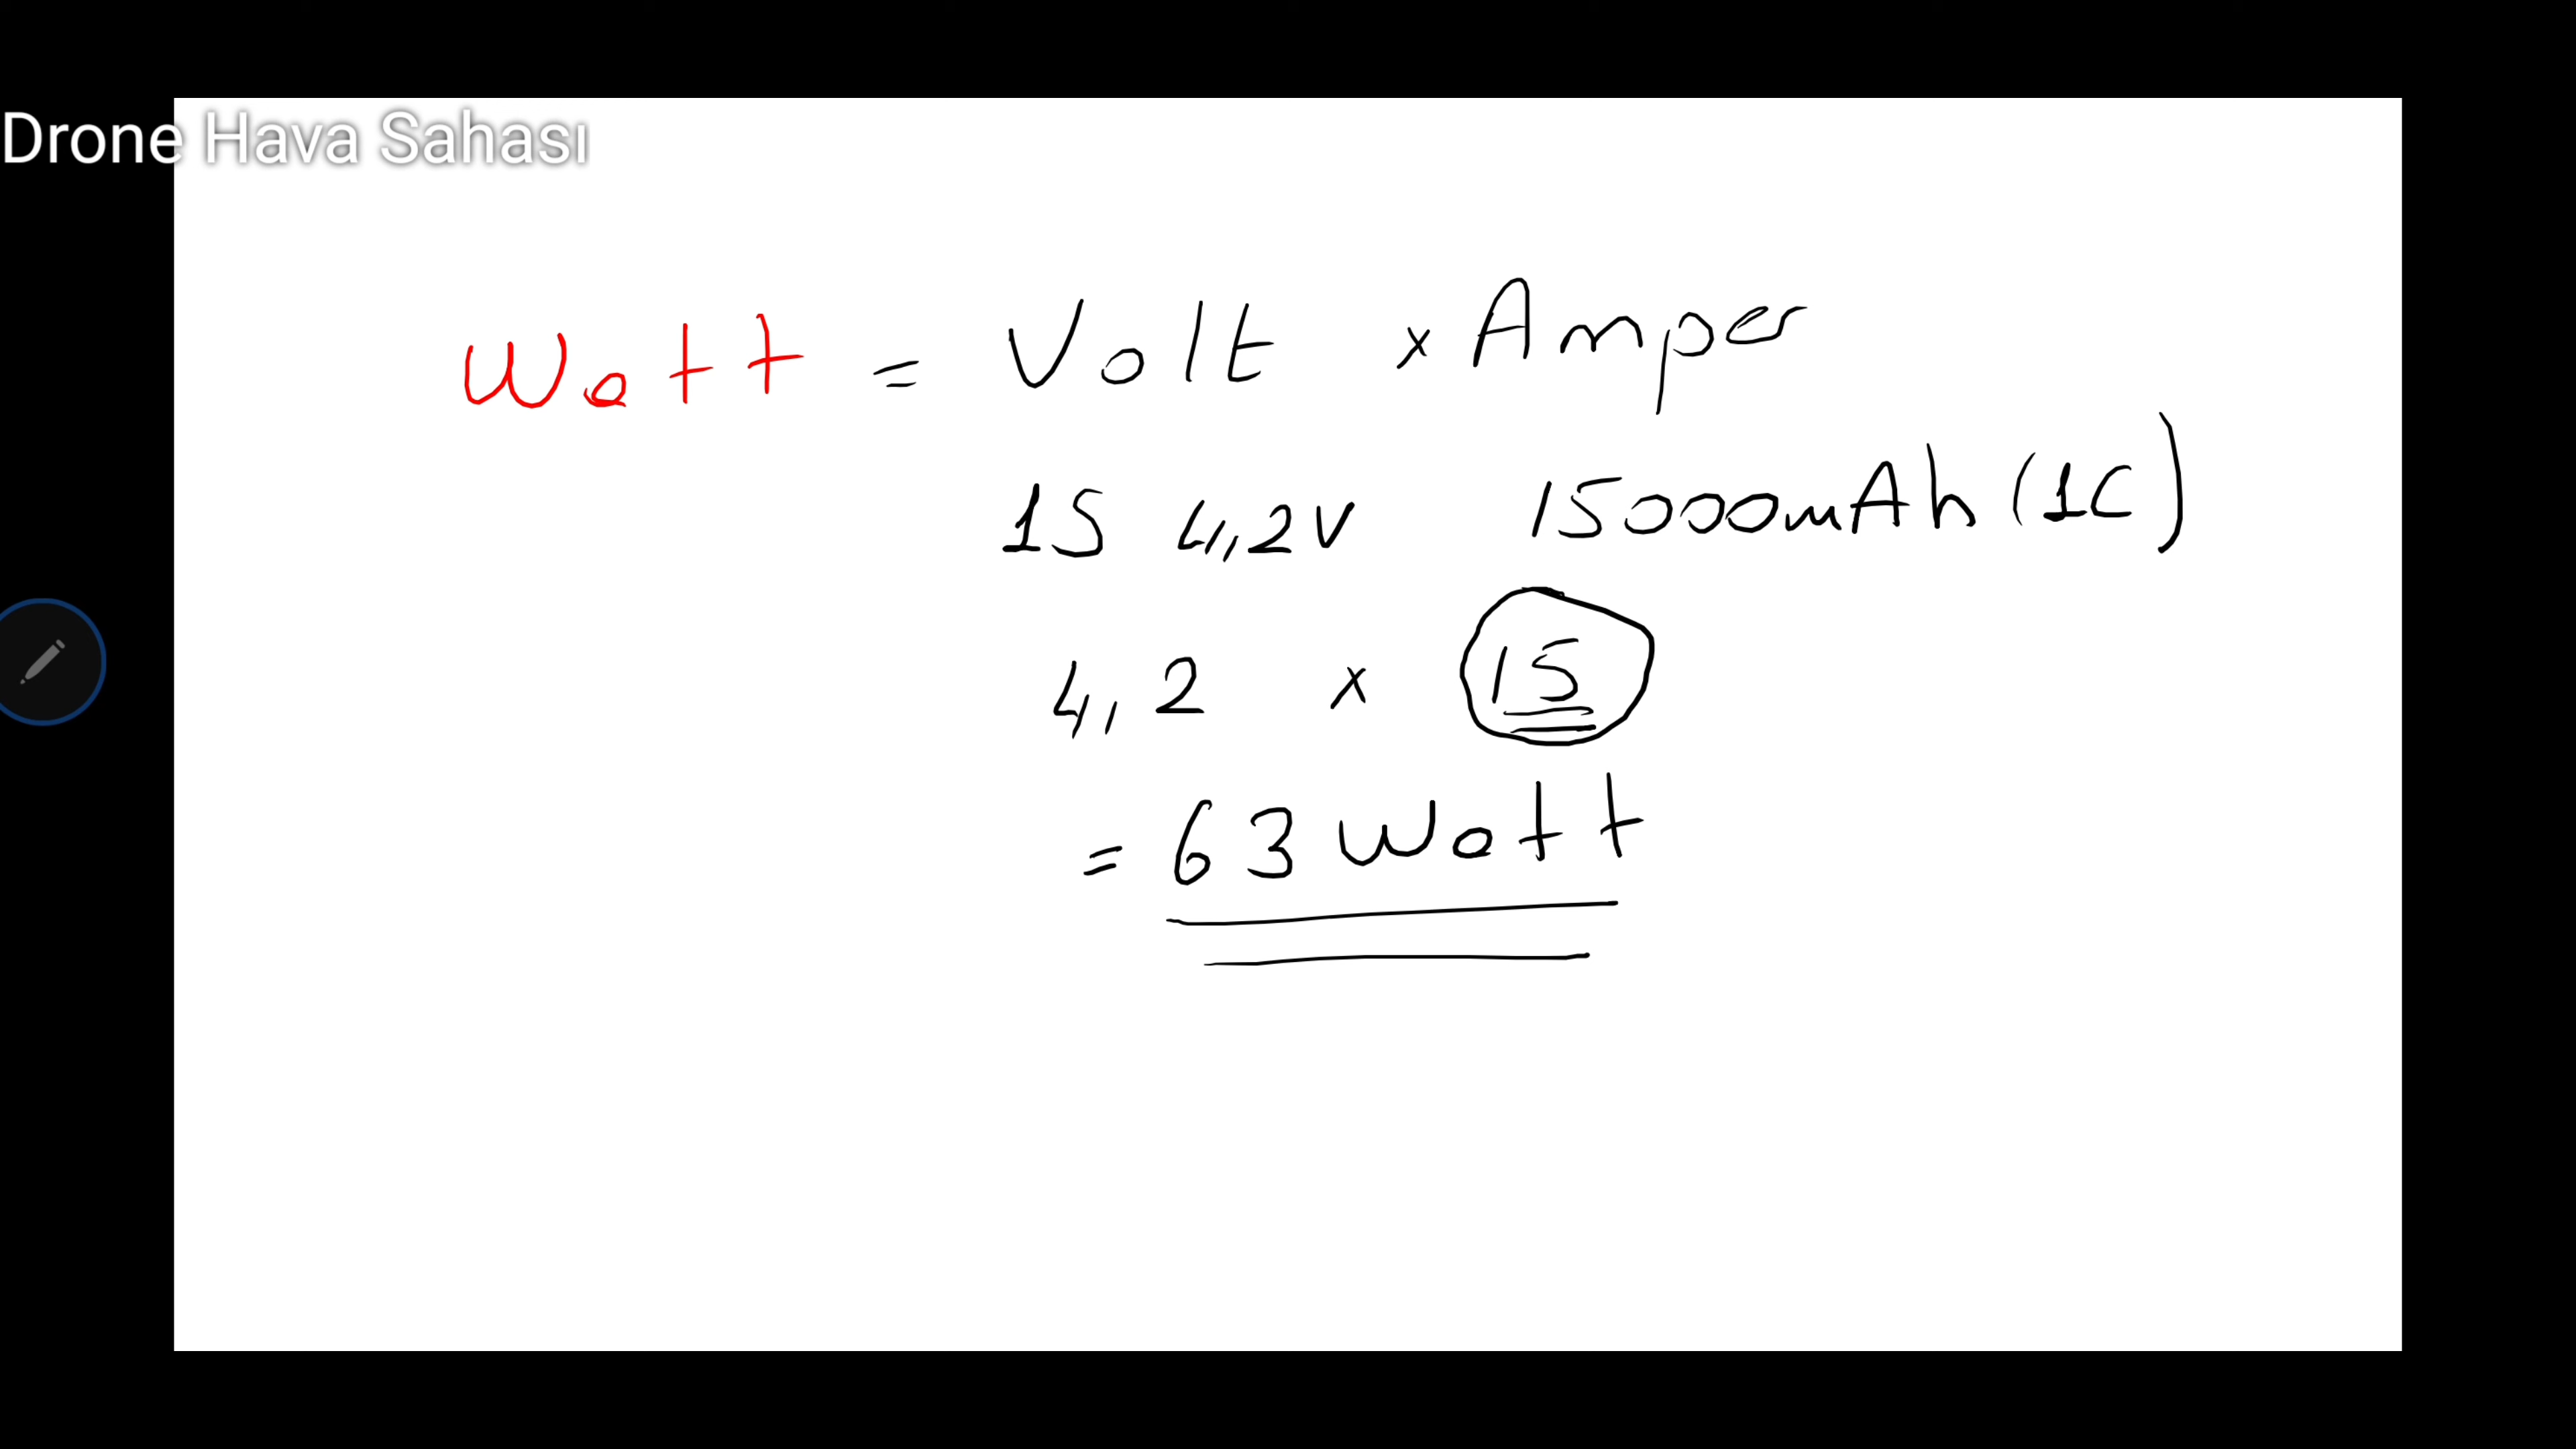 Drone Hava Sahası
Watt = Volt x Amper
1S 4,2V 15000mAh (1C)
4,2 x 15
= 63 Watt